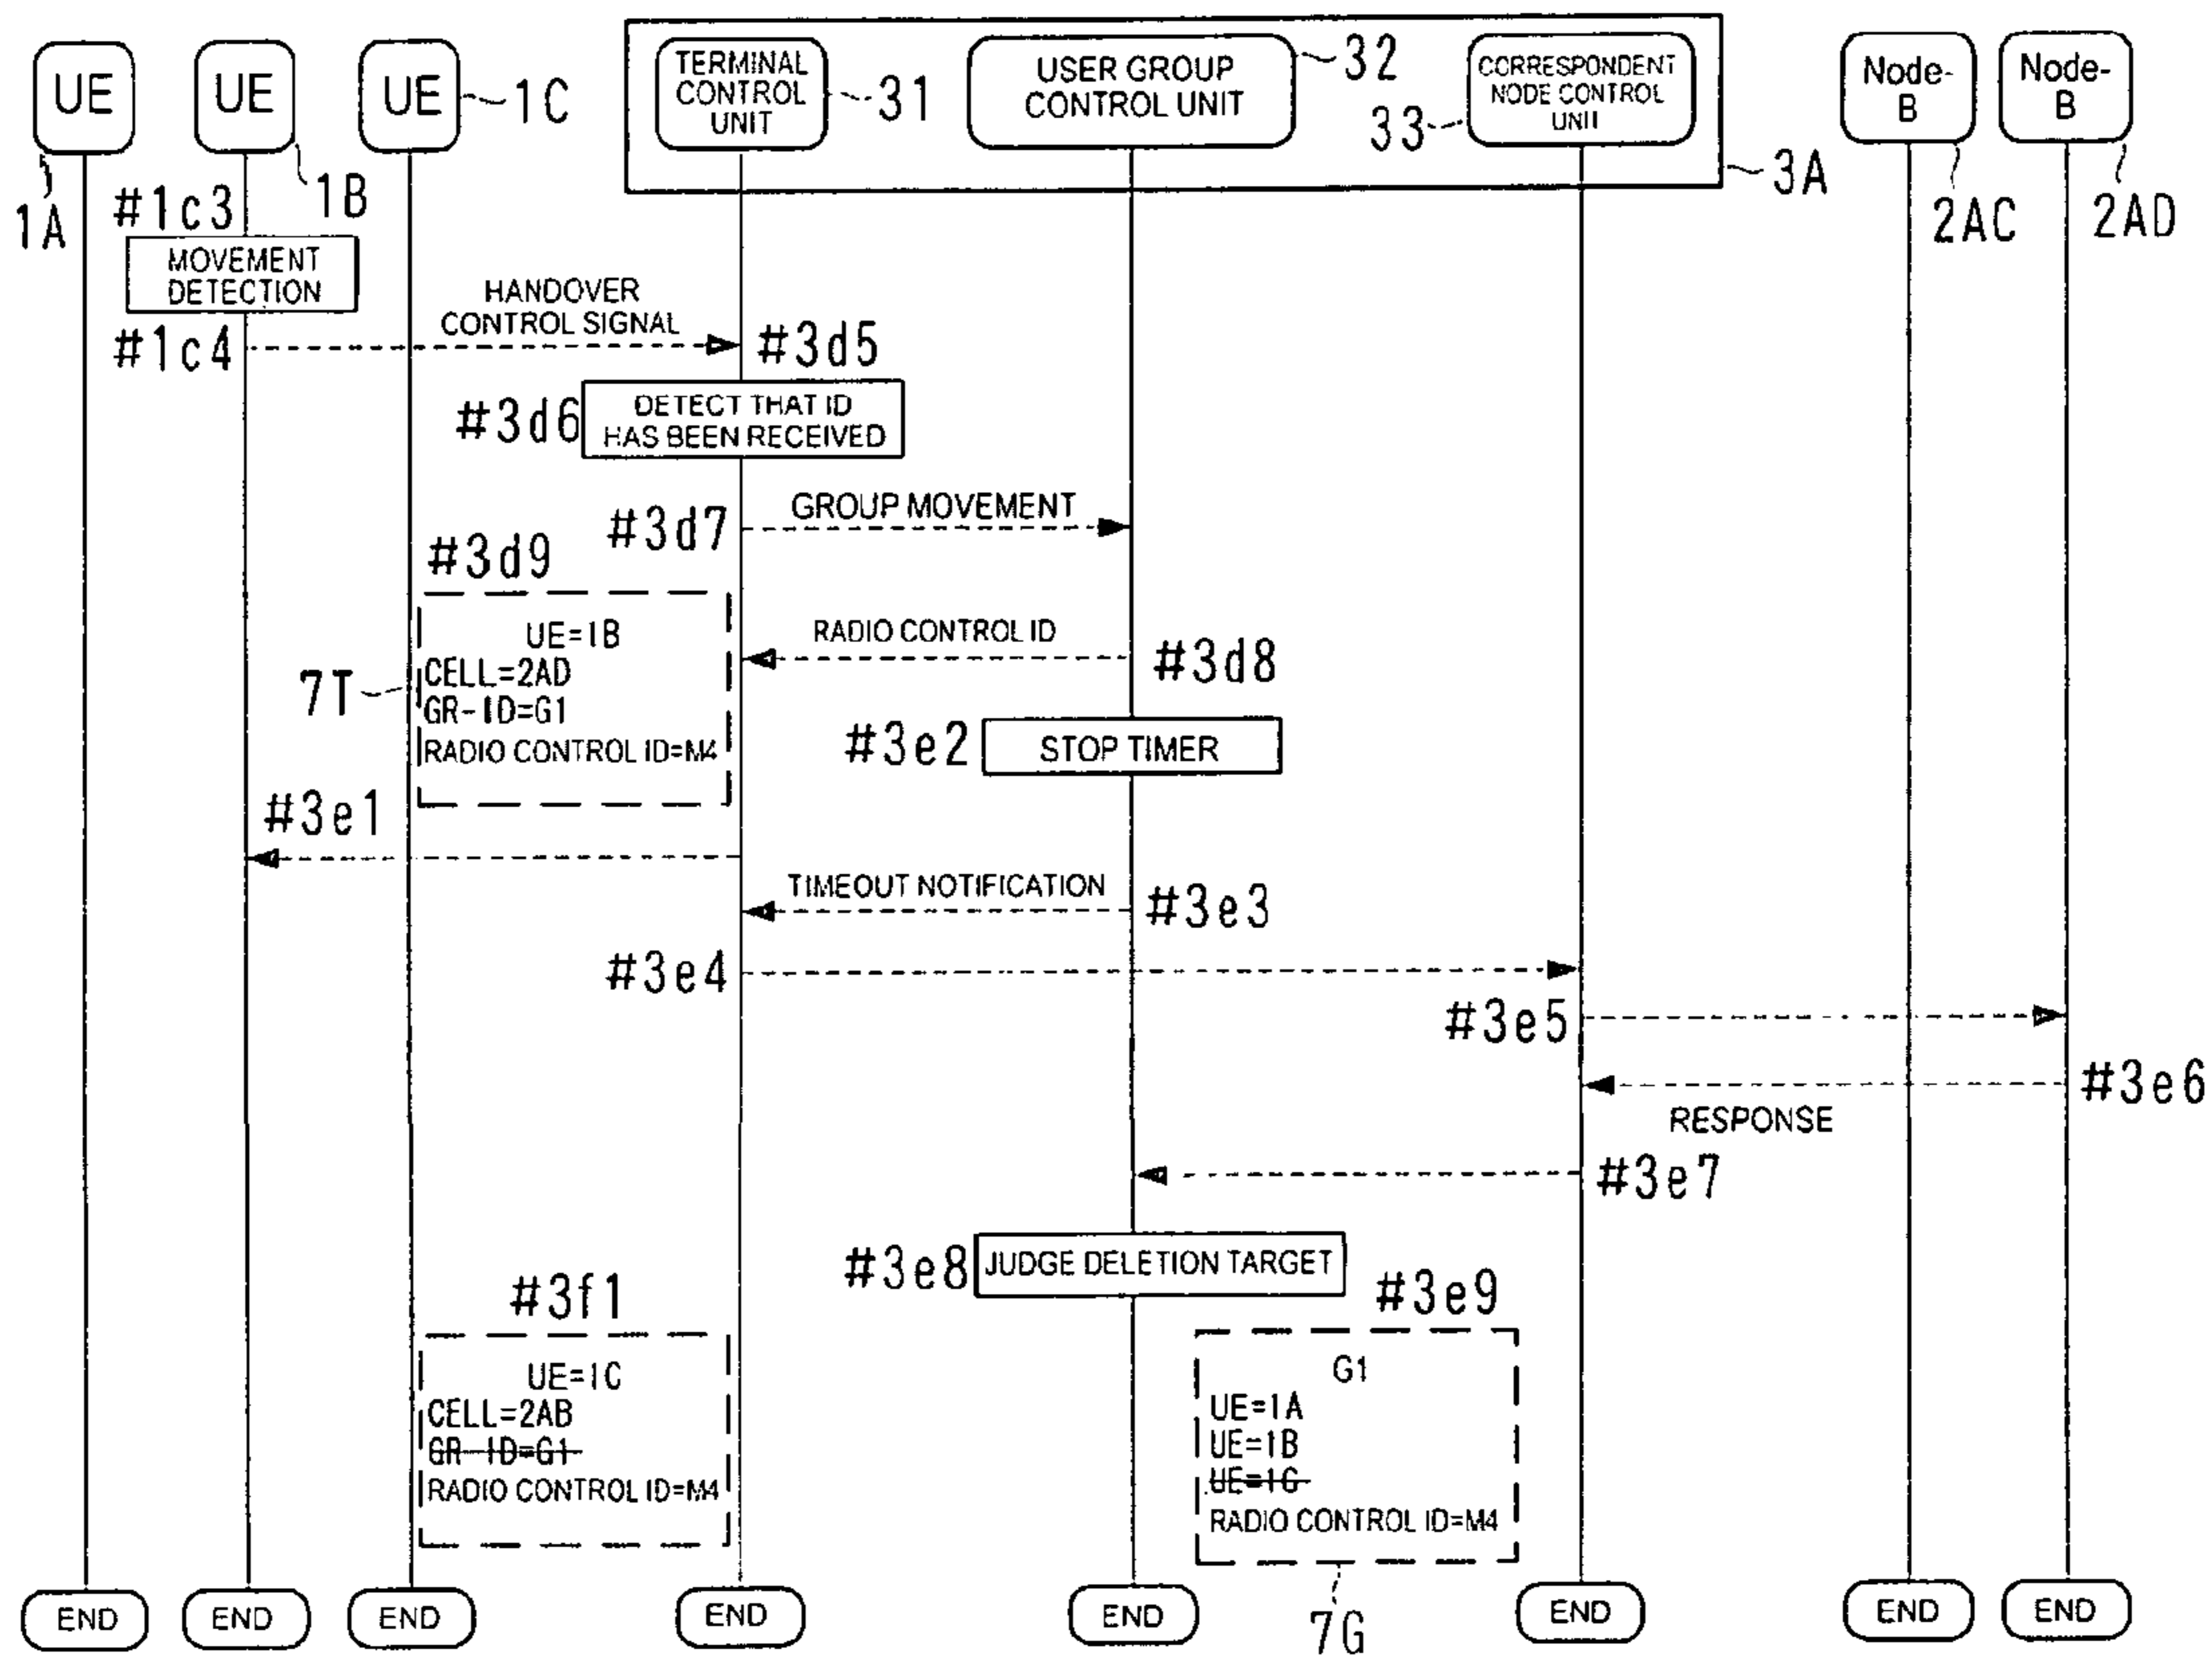 UE
UE
UE
1C
TERMINAL
CONTROL
UNIT
31
USER GROUP
CONTROL UNIT
32
33
CORRESPONDENT
NODE CONTROL
UNIT
3A
Node-
B
2AC
Node-
B
2AD
1A
1B
#1c3
MOVEMENT
DETECTION
HANDOVER
CONTROL SIGNAL
#1c4
#3d5
#3d6
DETECT THAT ID
HAS BEEN RECEIVED
GROUP MOVEMENT
#3d7
#3d9
UE=1B
CELL=2AD
GR-ID=G1
RADIO CONTROL ID=M4
7T
RADIO CONTROL ID
#3d8
#3e2
STOP TIMER
#3e1
TIMEOUT NOTIFICATION
#3e3
#3e4
#3e5
#3e6
RESPONSE
#3e7
#3e8
JUDGE DELETION TARGET
#3f1
UE=1C
CELL=2AB
GR-ID=G1
RADIO CONTROL ID=M4
#3e9
G1
UE=1A
UE=1B
UE=1C
RADIO CONTROL ID=M4
7G
END
END
END
END
END
END
END
END